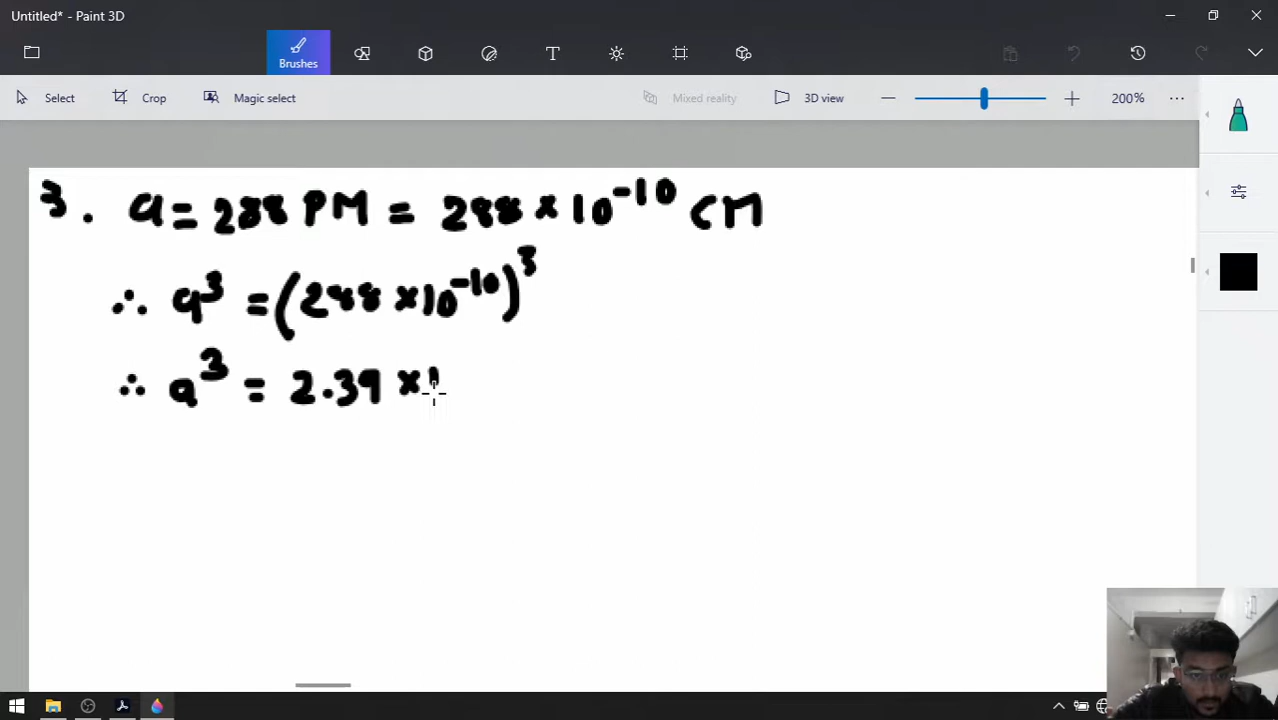 Untitled* - Paint 3D
Brushes
Select
Crop
Magic select
Mixed reality
3D view
200%
3. a = 288 PM = 288 × 10⁻¹⁰ CM
∴ a³ = (288 × 10⁻¹⁰)³
∴ a³ = 2.39 × 1